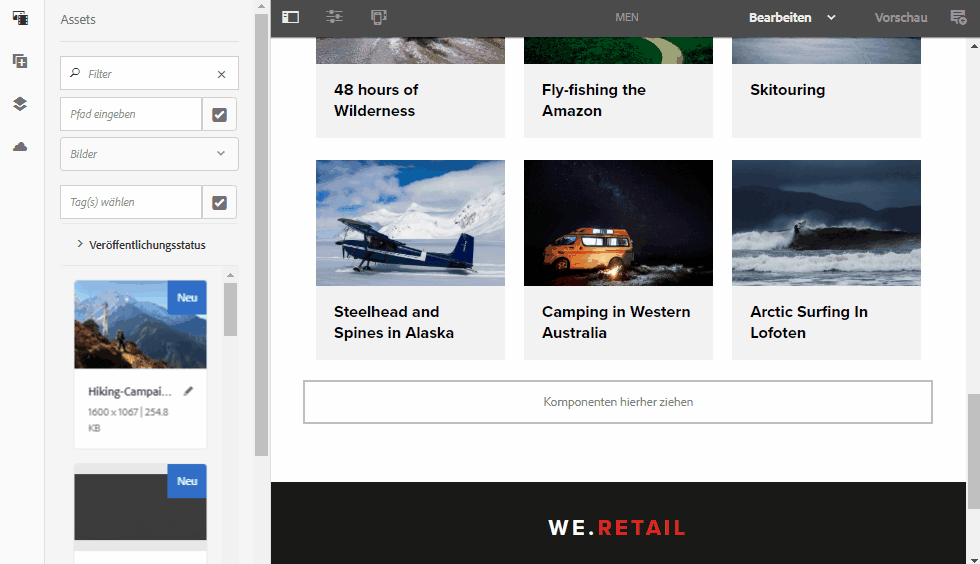 Assets
Filter
Pfad eingeben
Bilder
Tag(s) wählen
Veröffentlichungsstatus
Neu
Hiking-Campai...
1600 x 1067 | 254.8
KB
Neu
MEN
Bearbeiten
Vorschau
48 hours of
Wilderness
Fly-fishing the
Amazon
Skitouring
Steelhead and
Spines in Alaska
Camping in Western
Australia
Arctic Surfing In
Lofoten
Komponenten hierher ziehen
WE.RETAIL